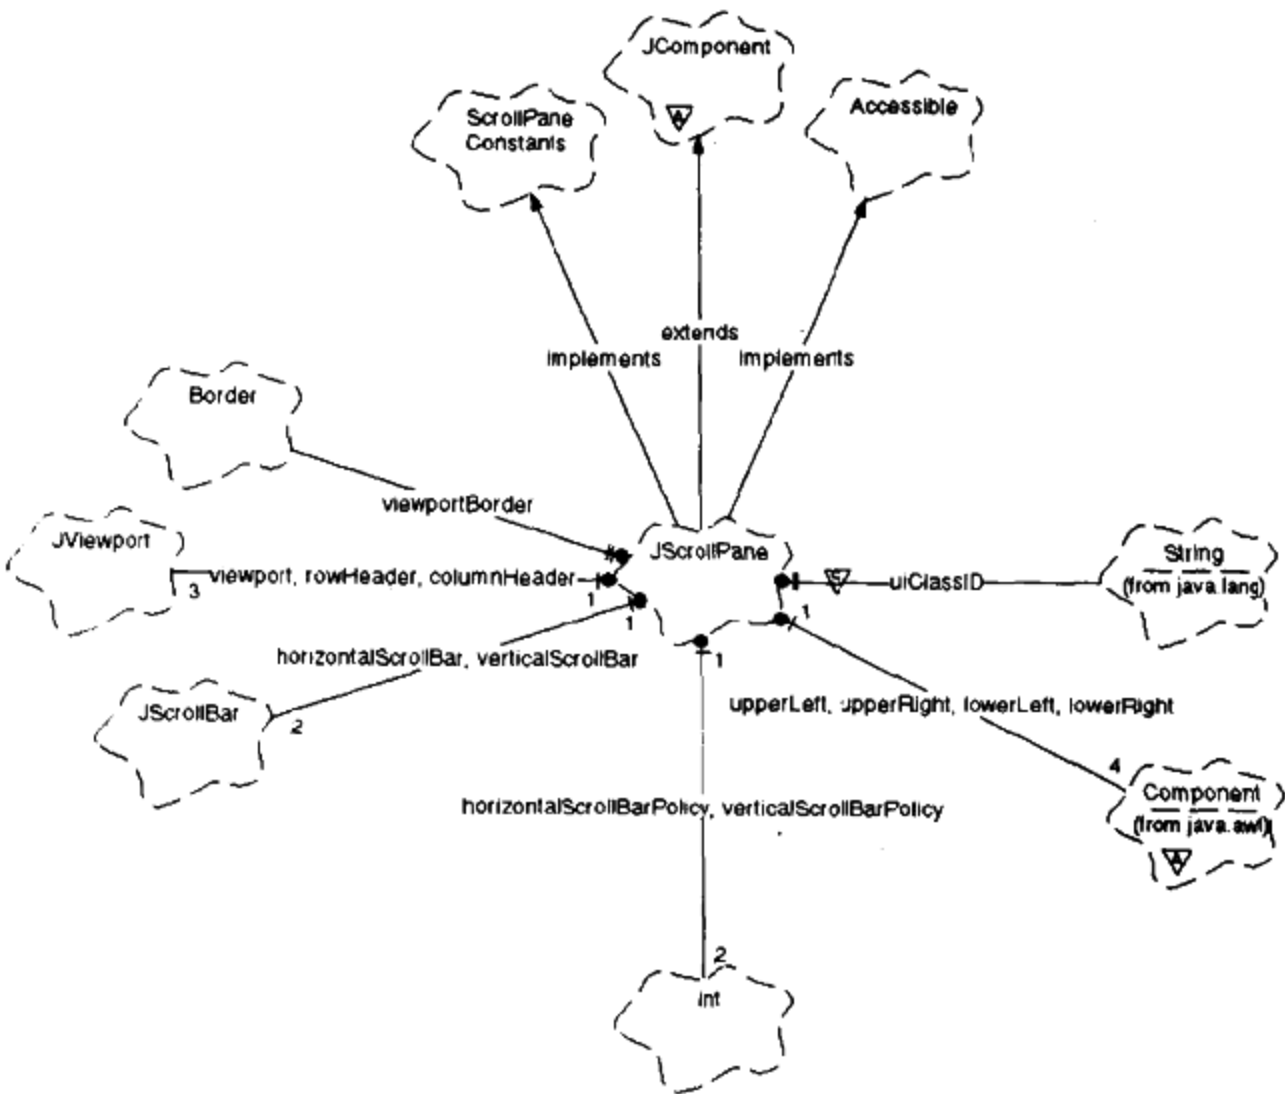 JComponent
A
ScrollPane
Constants
Accessible
extends
implements
implements
Border
viewportBorder
JViewport
JScrollPane
String
(from java.lang)
viewport, rowHeader, columnHeader
S
uiClassID
3
1
1
1
1
horizontalScrollBar, verticalScrollBar
upperLeft, upperRight, lowerLeft, lowerRight
JScrollBar
2
4
Component
(from java.awt)
A
horizontalScrollBarPolicy, verticalScrollBarPolicy
2
int